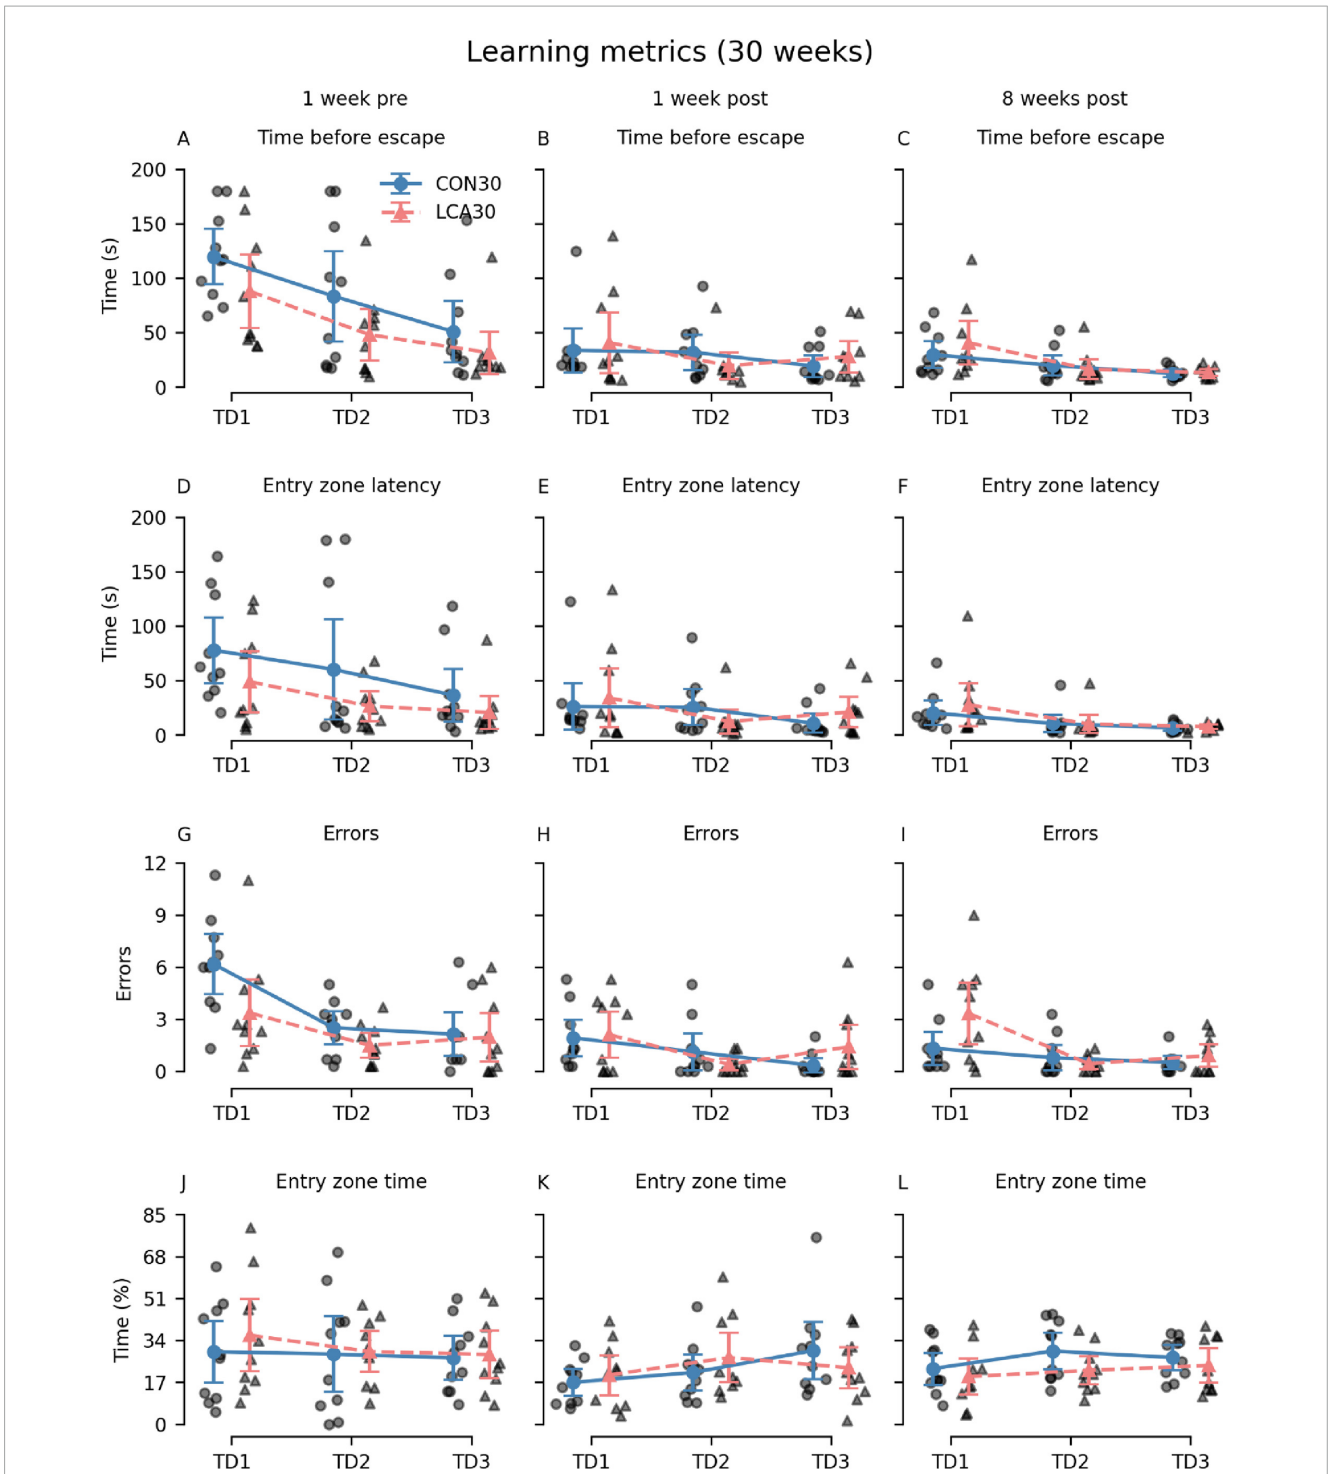 Learning metrics (30 weeks)
1 week pre 1 week post 8 weeks post
A Time before escape B Time before escape C Time before escape
200
150
100
50
0
Time (s)
CON30
LCA30
TD1 TD2 TD3 TD1 TD2 TD3 TD1 TD2 TD3
D Entry zone latency E Entry zone latency F Entry zone latency
200
150
100
50
0
Time (s)
TD1 TD2 TD3 TD1 TD2 TD3 TD1 TD2 TD3
G Errors H Errors I Errors
12
9
6
3
0
Errors
TD1 TD2 TD3 TD1 TD2 TD3 TD1 TD2 TD3
J Entry zone time K Entry zone time L Entry zone time
85
68
51
34
17
0
Time (%)
TD1 TD2 TD3 TD1 TD2 TD3 TD1 TD2 TD3